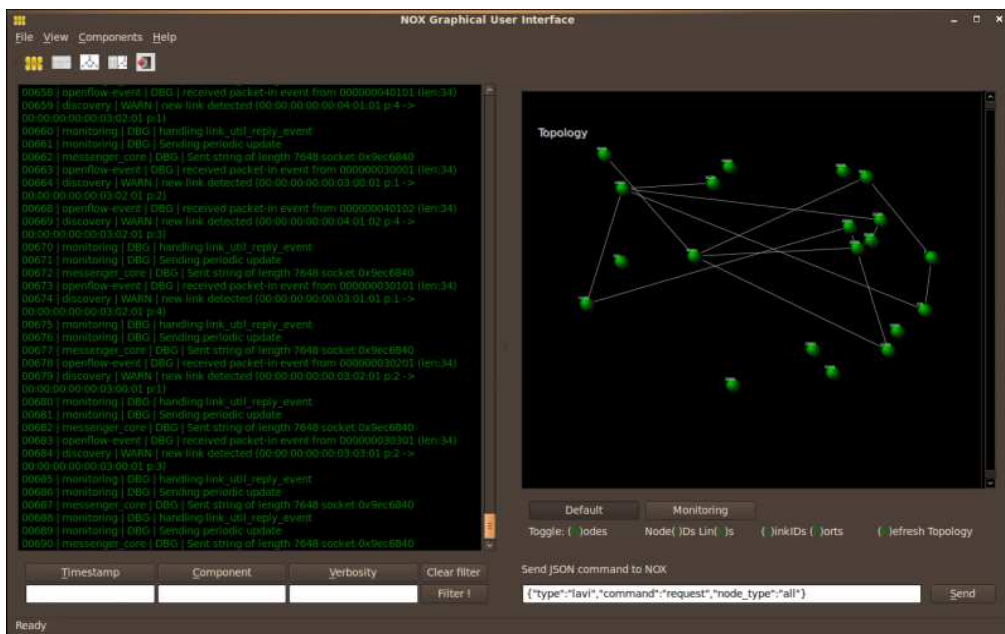 NOX Graphical User Interface
File View Components Help
00658 | openflow-event | DBG | received packet-in event from 000000040101 (len:34)
00659 | discovery | WARN | new link detected (00:00:00:00:00:04:01:01 p:4 ->
00:00:00:00:00:03:02:01 p:1)
00660 | monitoring | DBG | handling link_util_reply_event
00661 | monitoring | DBG | Sending periodic update
00662 | messenger_core | DBG | Sent string of length 7648 socket 0x9ec6840
00663 | openflow-event | DBG | received packet-in event from 000000030001 (len:34)
00664 | discovery | WARN | new link detected (00:00:00:00:00:03:00:01 p:1 ->
00:00:00:00:00:03:02:01 p:2)
00668 | openflow-event | DBG | received packet-in event from 000000040102 (len:34)
00669 | discovery | WARN | new link detected (00:00:00:00:00:04:01:02 p:4 ->
00:00:00:00:00:03:02:01 p:3)
00670 | monitoring | DBG | handling link_util_reply_event
00671 | monitoring | DBG | Sending periodic update
00672 | messenger_core | DBG | Sent string of length 7648 socket 0x9ec6840
00673 | openflow-event | DBG | received packet-in event from 000000030101 (len:34)
00674 | discovery | WARN | new link detected (00:00:00:00:00:03:01:01 p:1 ->
00:00:00:00:00:03:02:01 p:4)
00675 | monitoring | DBG | handling link_util_reply_event
00676 | monitoring | DBG | Sending periodic update
00677 | messenger_core | DBG | Sent string of length 7648 socket 0x9ec6840
00678 | openflow-event | DBG | received packet-in event from 000000030201 (len:34)
00679 | discovery | WARN | new link detected (00:00:00:00:00:03:02:01 p:2 ->
00:00:00:00:00:03:00:01 p:1)
00680 | monitoring | DBG | handling link_util_reply_event
00681 | monitoring | DBG | Sending periodic update
00682 | messenger_core | DBG | Sent string of length 7648 socket 0x9ec6840
00683 | openflow-event | DBG | received packet-in event from 000000030301 (len:34)
00684 | discovery | WARN | new link detected (00:00:00:00:00:03:03:01 p:2 ->
00:00:00:00:00:03:00:01 p:3)
00685 | monitoring | DBG | handling link_util_reply_event
00686 | monitoring | DBG | Sending periodic update
00687 | messenger_core | DBG | Sent string of length 7648 socket 0x9ec6840
00688 | monitoring | DBG | handling link_util_reply_event
00689 | monitoring | DBG | Sending periodic update
00690 | messenger_core | DBG | Sent string of length 7648 socket 0x9ec6840
Timestamp Component Verbosity Clear filter
Filter !
Topology
Default Monitoring
Toggle: ( )odes Node( )Ds Lin( )s ( )inkIDs ( )orts ( )efresh Topology
Send JSON command to NOX
{"type":"lavi","command":"request","node_type":"all"} Send
Ready